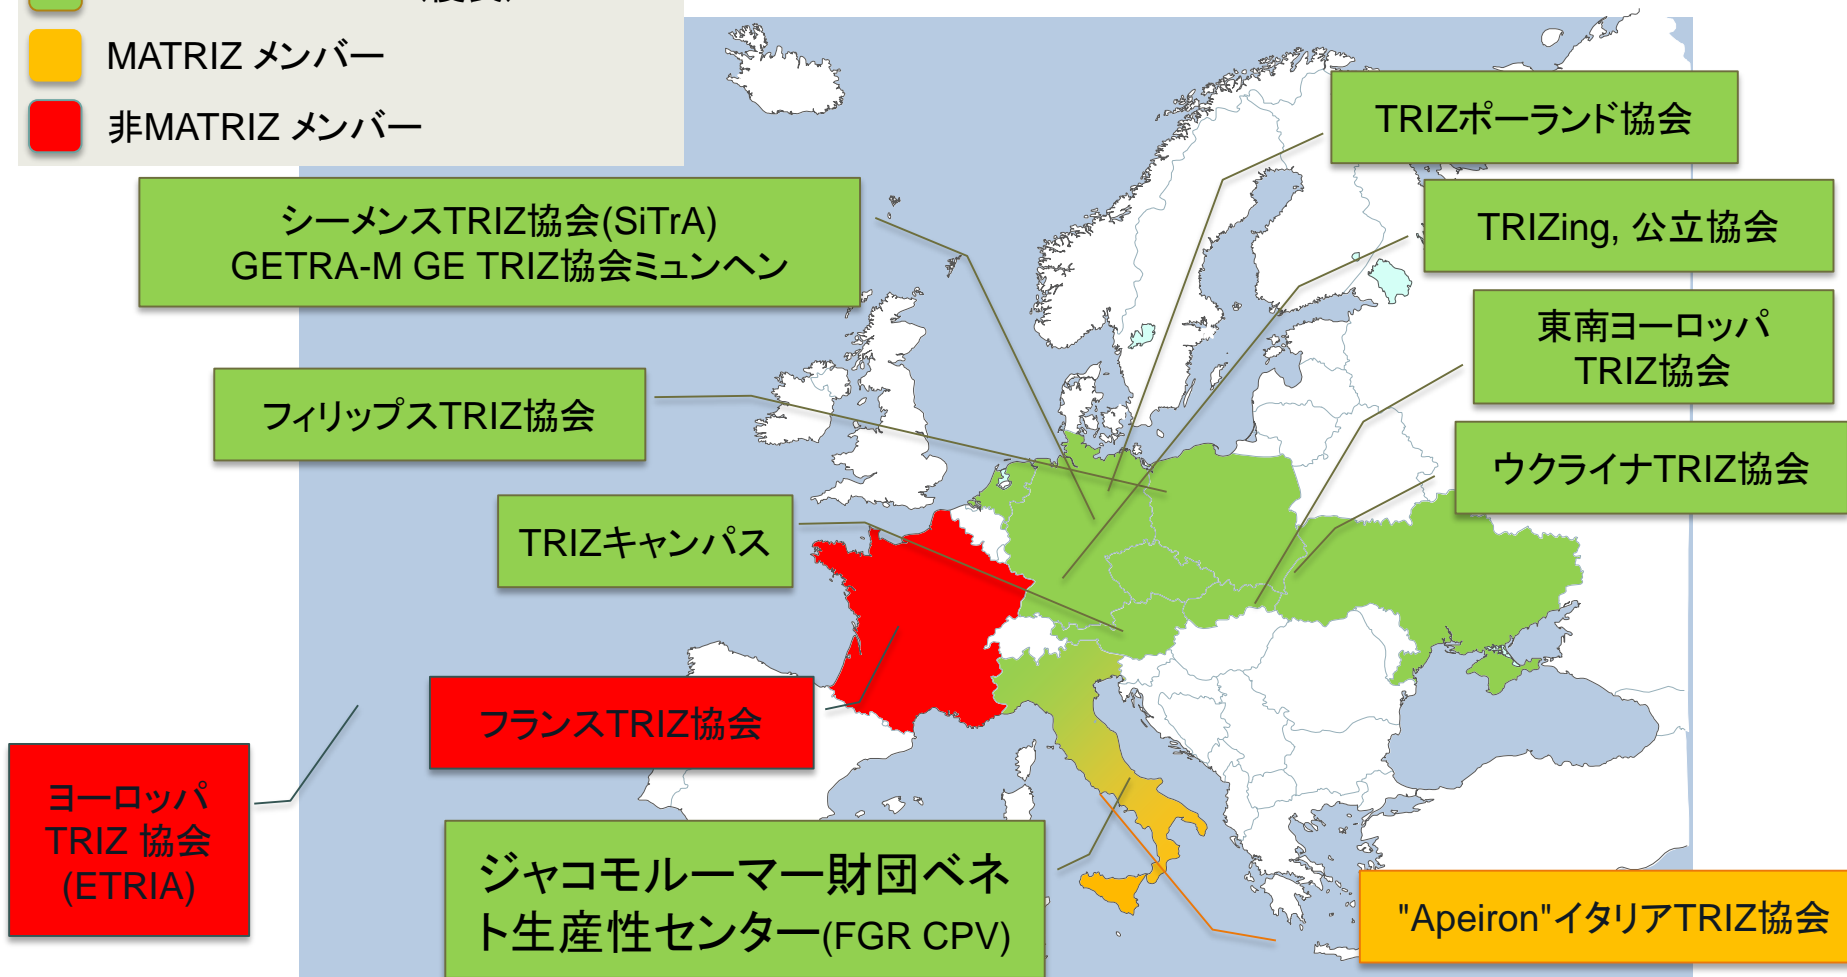 MATRIZ メンバー
非MATRIZ メンバー
TRIZポーランド協会
シーメンスTRIZ協会(SiTrA)
GETRA-M GE TRIZ協会ミュンヘン
TRIZing, 公立協会
東南ヨーロッパ
TRIZ協会
フィリップスTRIZ協会
ウクライナTRIZ協会
TRIZキャンパス
フランスTRIZ協会
ヨーロッパ
TRIZ 協会
(ETRIA)
ジャコモルーマー財団ベネ
ト生産性センター(FGR CPV)
"Apeiron"イタリアTRIZ協会